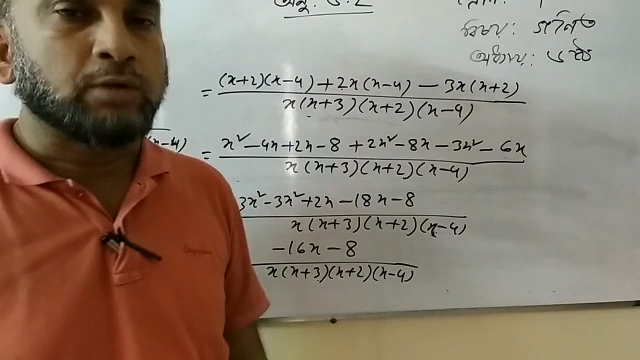 অনু: ৫.২
বিষয়: গণিত
অধ্যায়: ৫ম
= (x+2)(x-4)+2x(x-4) - 3x(x+2)
x(x+3)(x+2)(x-4)
(x-4) = x² - 4x+2x - 8 + 2x² - 8x - 3x² - 6x
x(x+3)(x+2)(x-4)
3x² - 3x² + 2x - 18x - 8
x(x+3)(x+2)(x-4)
-16x - 8
x(x+3)(x+2)(x-4)